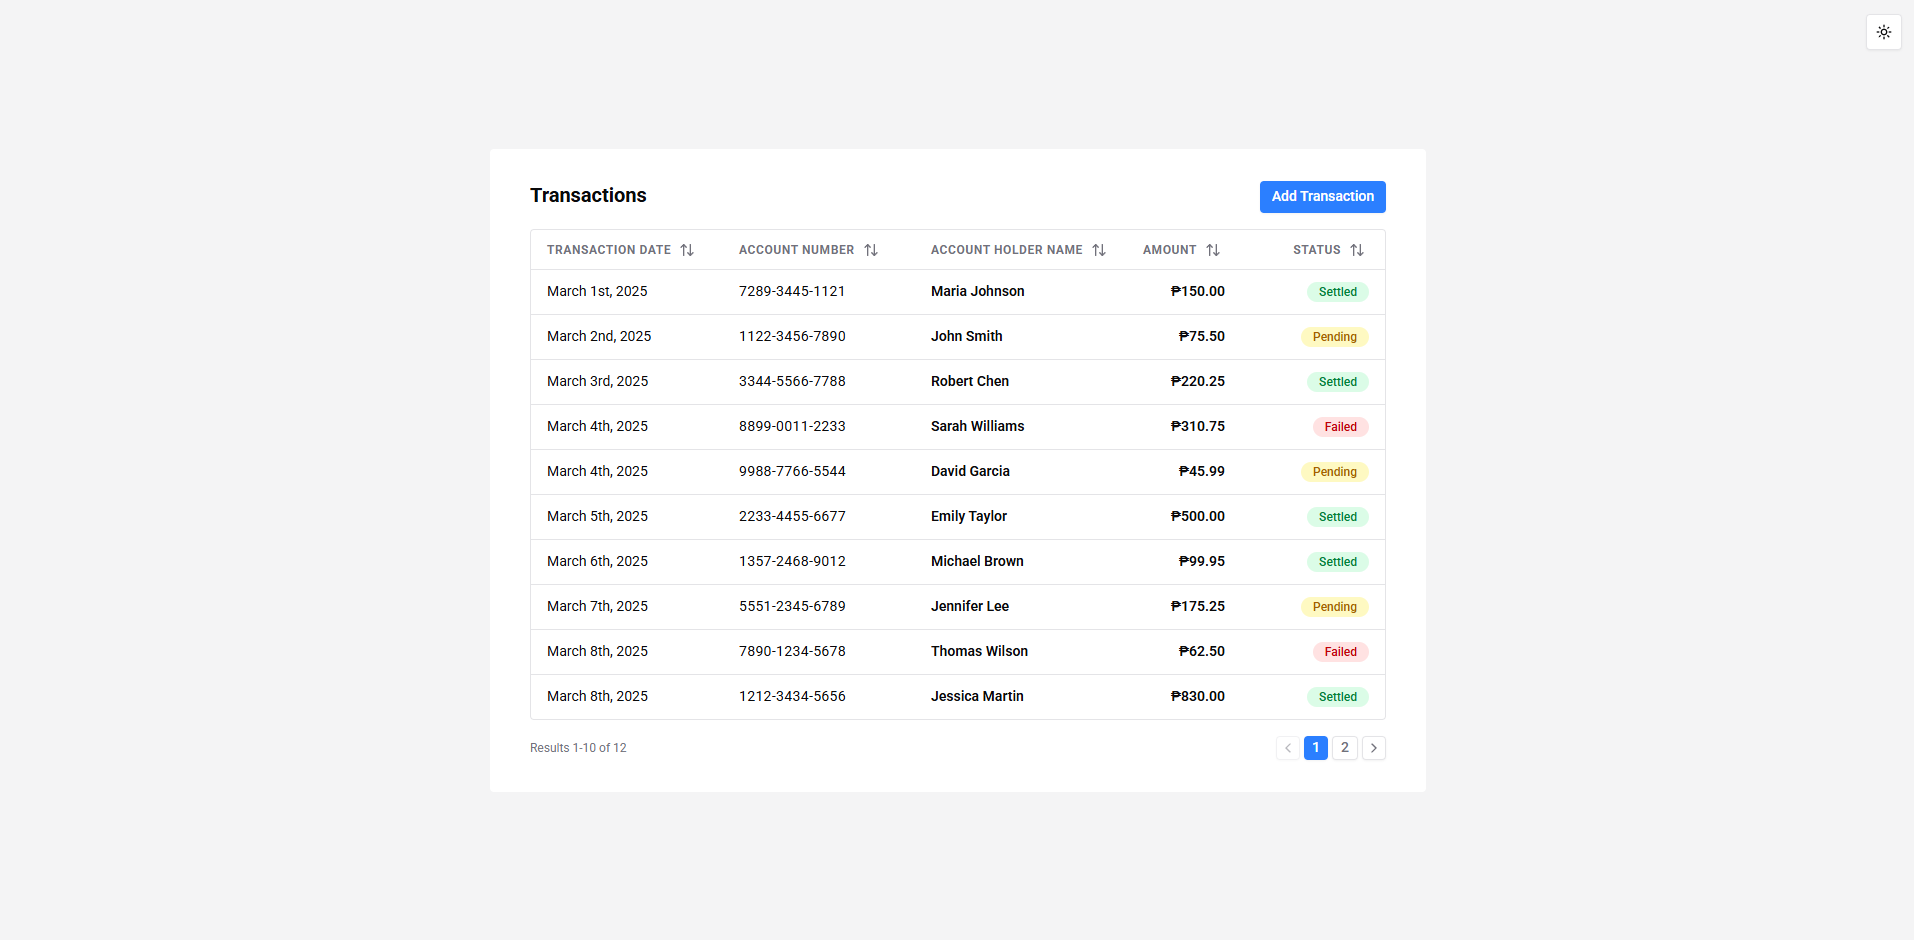 Transactions Add Transaction
TRANSACTION DATE ACCOUNT NUMBER ACCOUNT HOLDER NAME AMOUNT STATUS
March 1st, 2025 7289-3445-1121 Maria Johnson ₱150.00 Settled
March 2nd, 2025 1122-3456-7890 John Smith ₱75.50 Pending
March 3rd, 2025 3344-5566-7788 Robert Chen ₱220.25 Settled
March 4th, 2025 8899-0011-2233 Sarah Williams ₱310.75 Failed
March 4th, 2025 9988-7766-5544 David Garcia ₱45.99 Pending
March 5th, 2025 2233-4455-6677 Emily Taylor ₱500.00 Settled
March 6th, 2025 1357-2468-9012 Michael Brown ₱99.95 Settled
March 7th, 2025 5551-2345-6789 Jennifer Lee ₱175.25 Pending
March 8th, 2025 7890-1234-5678 Thomas Wilson ₱62.50 Failed
March 8th, 2025 1212-3434-5656 Jessica Martin ₱830.00 Settled
Results 1-10 of 12 1 2